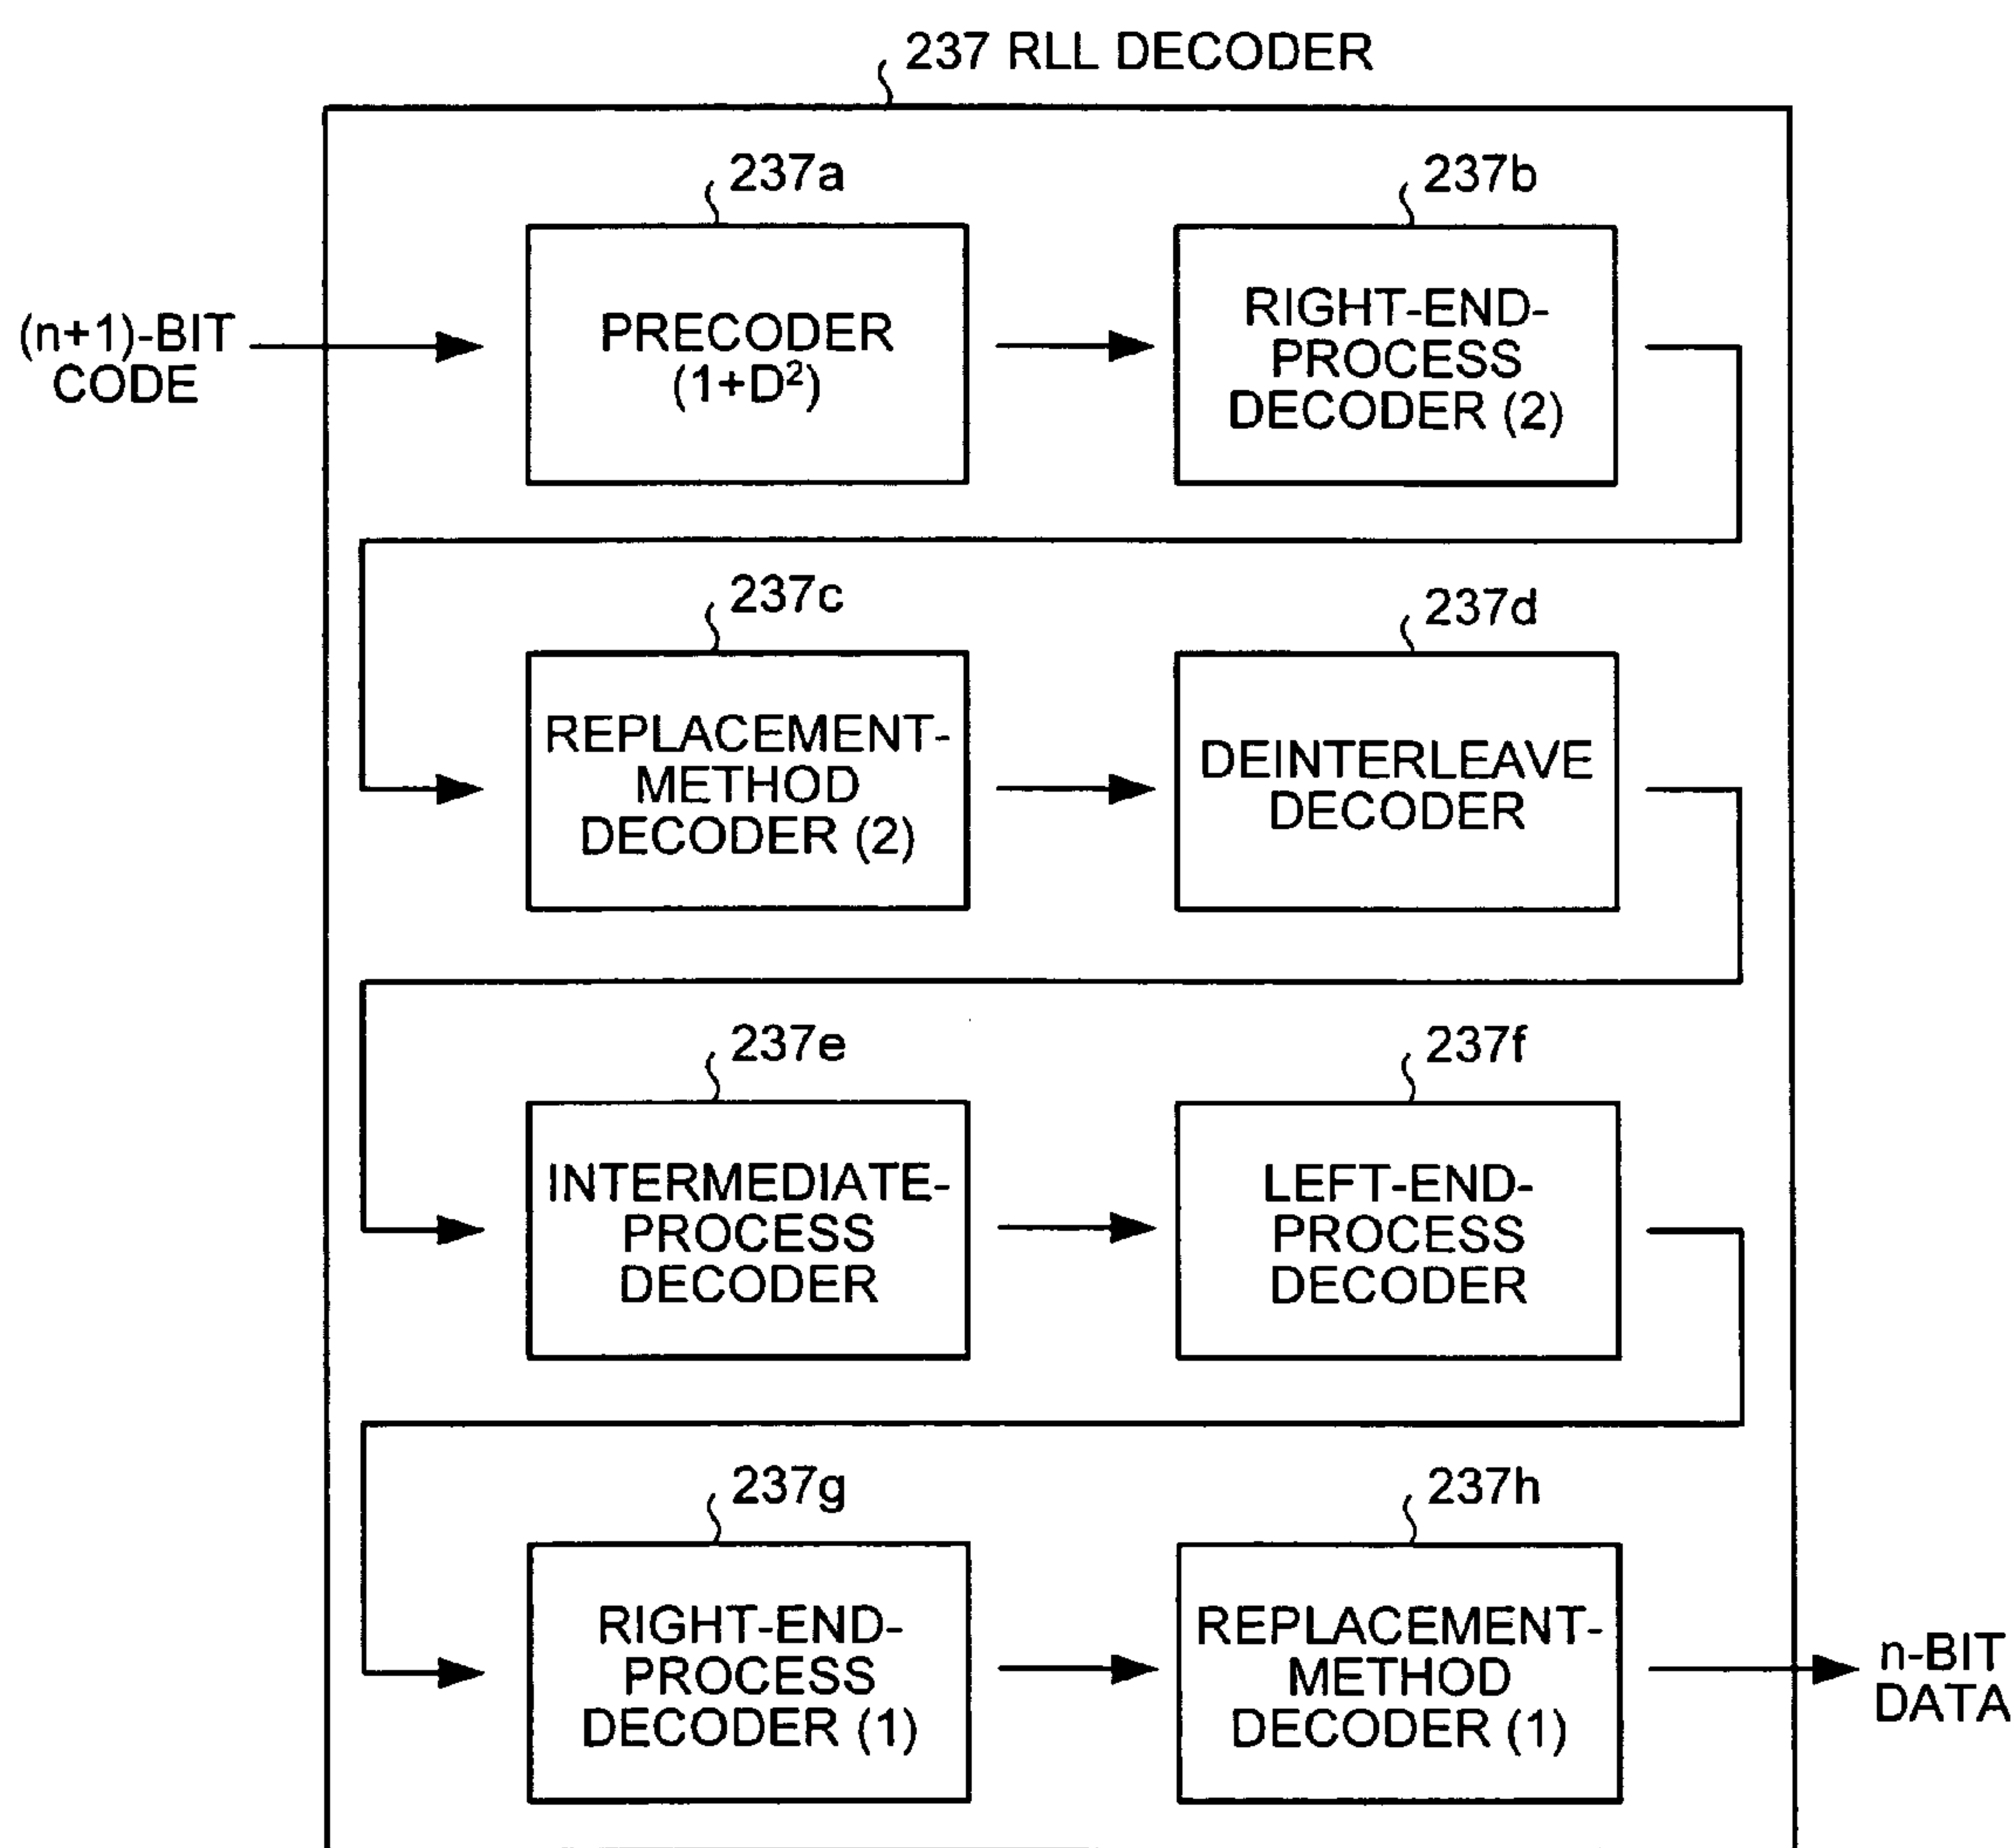 237 RLL DECODER
237a
237b
(n+1)-BIT
CODE
PRECODER
(1+D²)
RIGHT-END-
PROCESS
DECODER (2)
237c
237d
REPLACEMENT-
METHOD
DECODER (2)
DEINTERLEAVE
DECODER
237e
237f
INTERMEDIATE-
PROCESS
DECODER
LEFT-END-
PROCESS
DECODER
237g
237h
RIGHT-END-
PROCESS
DECODER (1)
REPLACEMENT-
METHOD
DECODER (1)
n-BIT
DATA